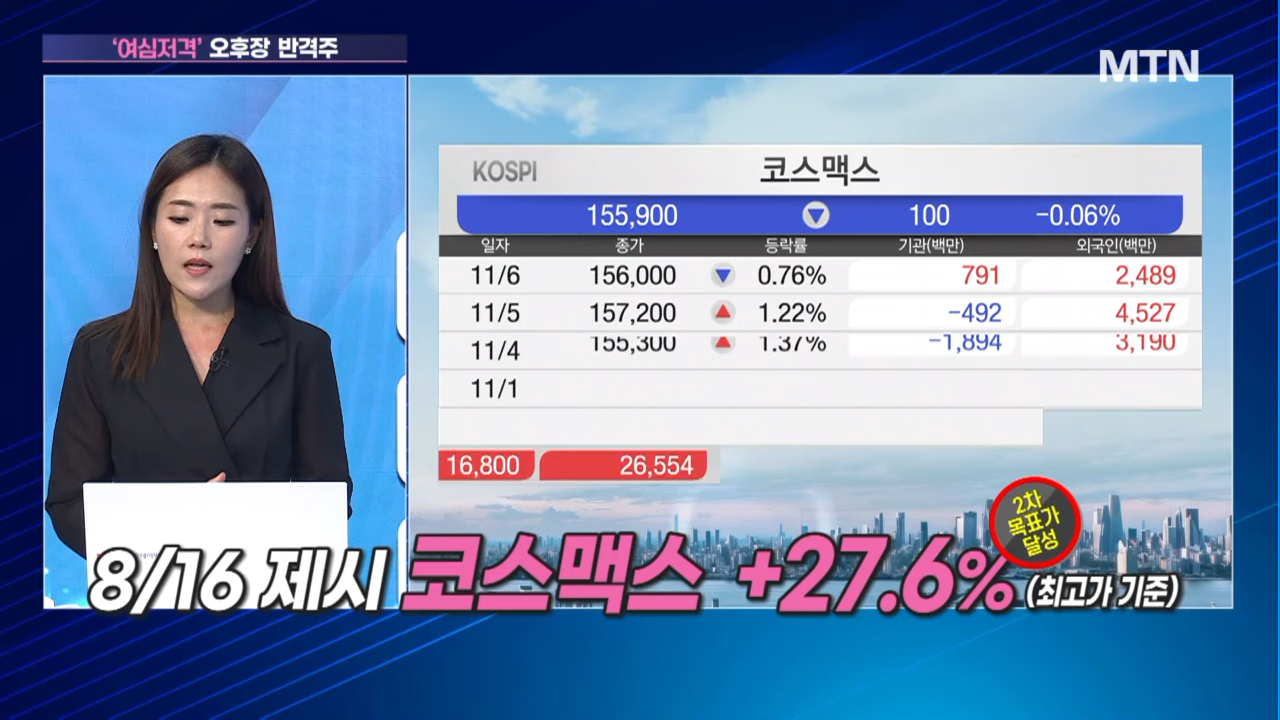 ‘여심저격’ 오후장 반격주
MTN
KOSPI 코스맥스
155,900 ▼ 100 -0.06%
일자 종가 등락률 기관(백만) 외국인(백만)
11/6 156,000 ▼ 0.76% 791 2,489
11/5 157,200 ▲ 1.22% -492 4,527
11/4 155,300 ▲ 1.37% -1,894 3,190
11/1
16,800 26,554
2차
목표가
달성
8/16 제시 코스맥스 +27.6% (최고가 기준)